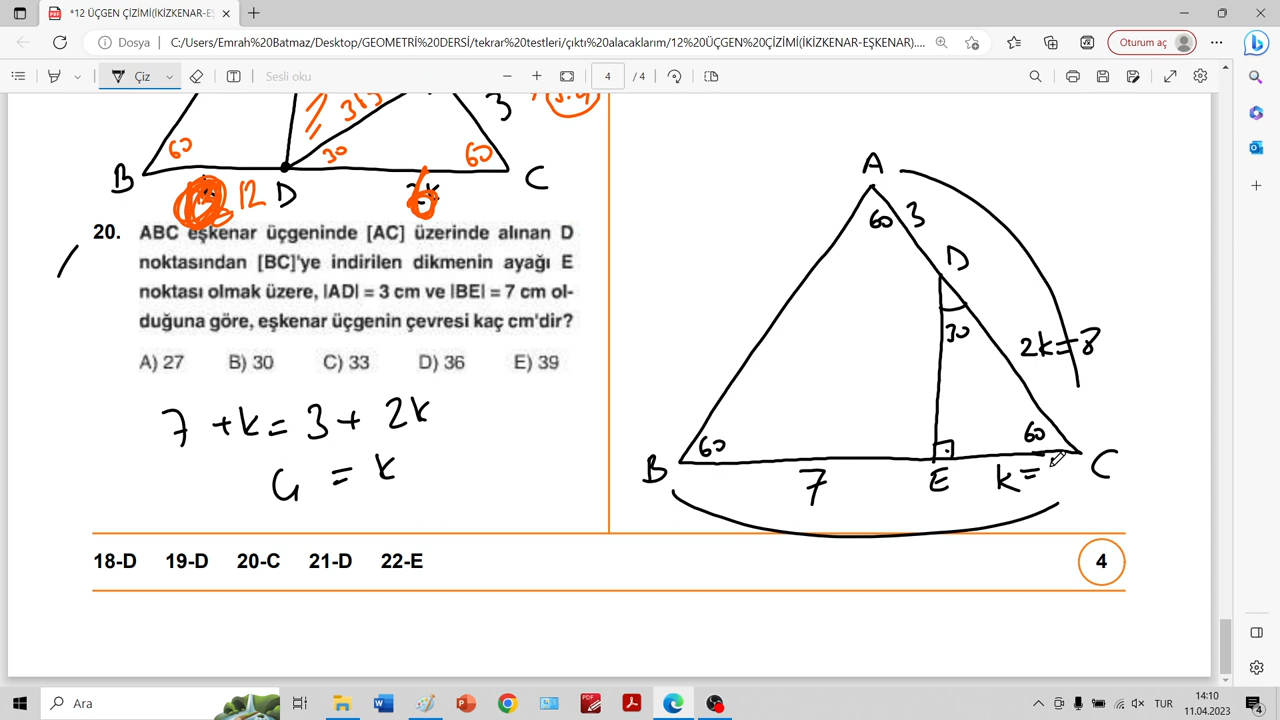 *12 ÜÇGEN ÇİZİMİ(İKİZKENAR-EŞ
Dosya
C:/Users/Emrah%20Batmaz/Desktop/GEOMETRİ%20DERSİ/tekrar%20testleri/çıktı%20alacaklarım/12%20ÜÇGEN%20ÇİZİMİ(İKİZKENAR-EŞKENAR)....
Oturum aç
Çiz
Sesli oku
4
/ 4
3
60
30
60
B
12
D
6
C
20. ABC eşkenar üçgeninde [AC] üzerinde alınan D
noktasından [BC]'ye indirilen dikmenin ayağı E
noktası olmak üzere, |AD| = 3 cm ve |BE| = 7 cm ol-
duğuna göre, eşkenar üçgenin çevresi kaç cm'dir?
A) 27 B) 30 C) 33 D) 36 E) 39
7 + k = 3 + 2k
4 = k
A
60
3
D
30
2k = 8
60
60
B
7
E
k =
C
18-D 19-D 20-C 21-D 22-E
4
Ara
TUR
14:10
11.04.2023
4